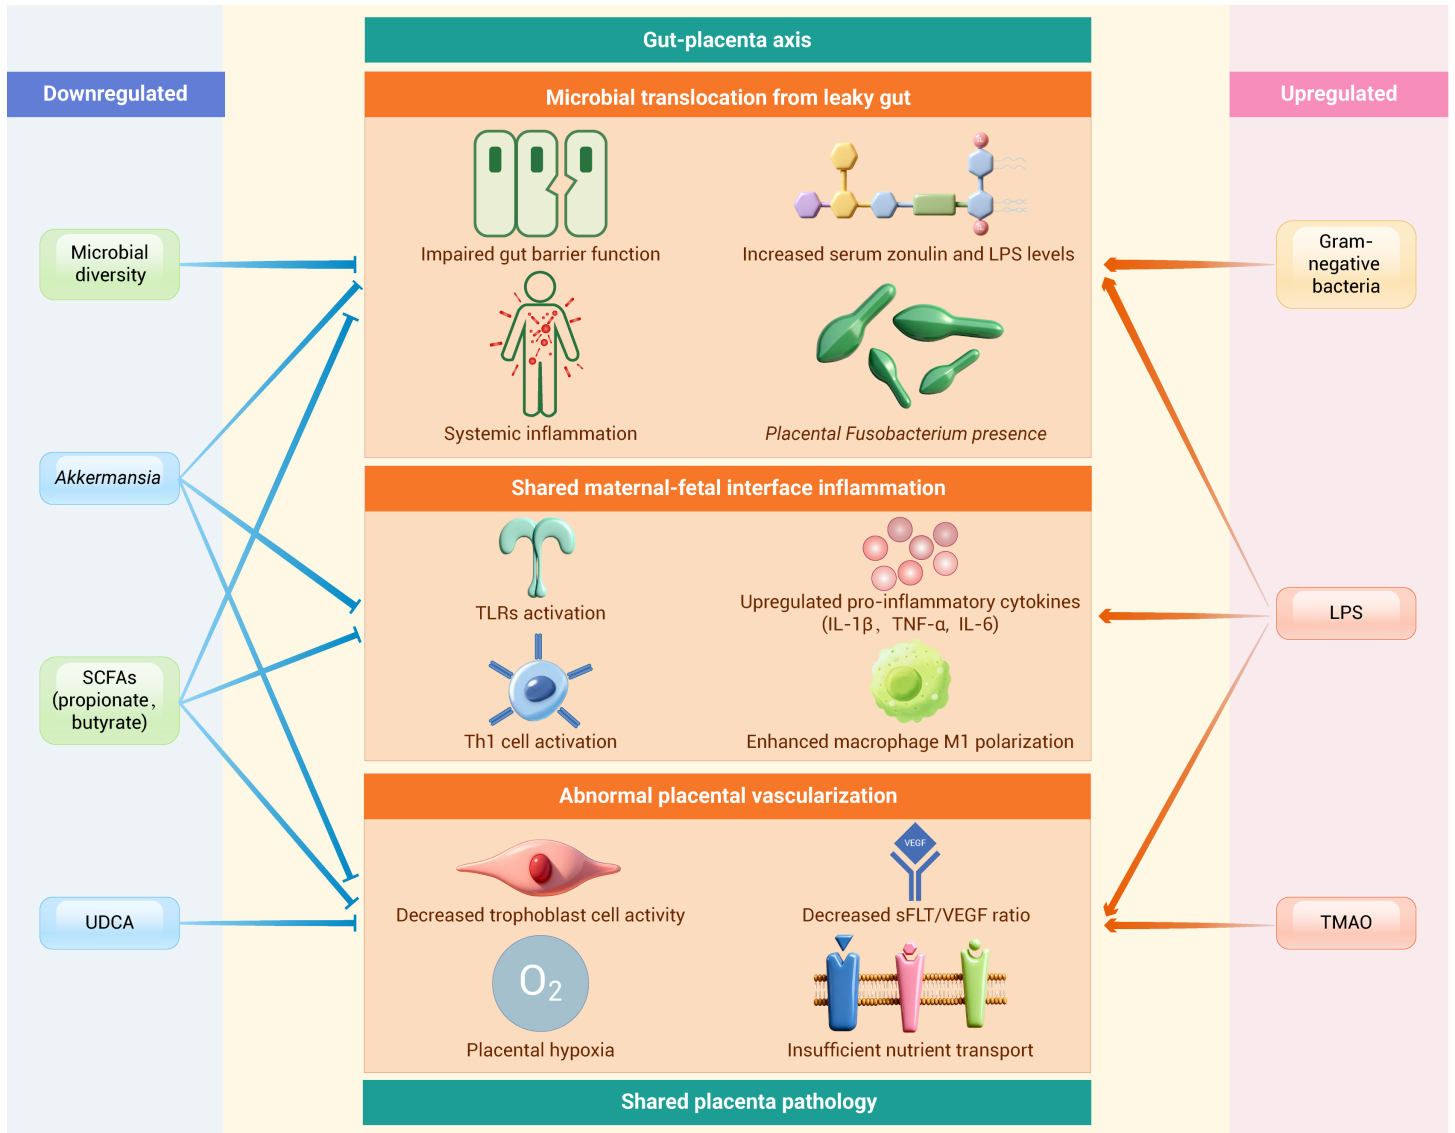 Gut-placenta axis
Downregulated
Microbial translocation from leaky gut
Upregulated
Impaired gut barrier function
Increased serum zonulin and LPS levels
Systemic inflammation
Placental Fusobacterium presence
Microbial
diversity
Akkermansia
SCFAs
(propionate,
butyrate)
UDCA
Gram-
negative
bacteria
LPS
TMAO
Shared maternal-fetal interface inflammation
TLRs activation
Upregulated pro-inflammatory cytokines
(IL-1β, TNF-α, IL-6)
Th1 cell activation
Enhanced macrophage M1 polarization
Abnormal placental vascularization
VEGF
Decreased trophoblast cell activity
Decreased sFLT/VEGF ratio
O₂
Placental hypoxia
Insufficient nutrient transport
Shared placenta pathology